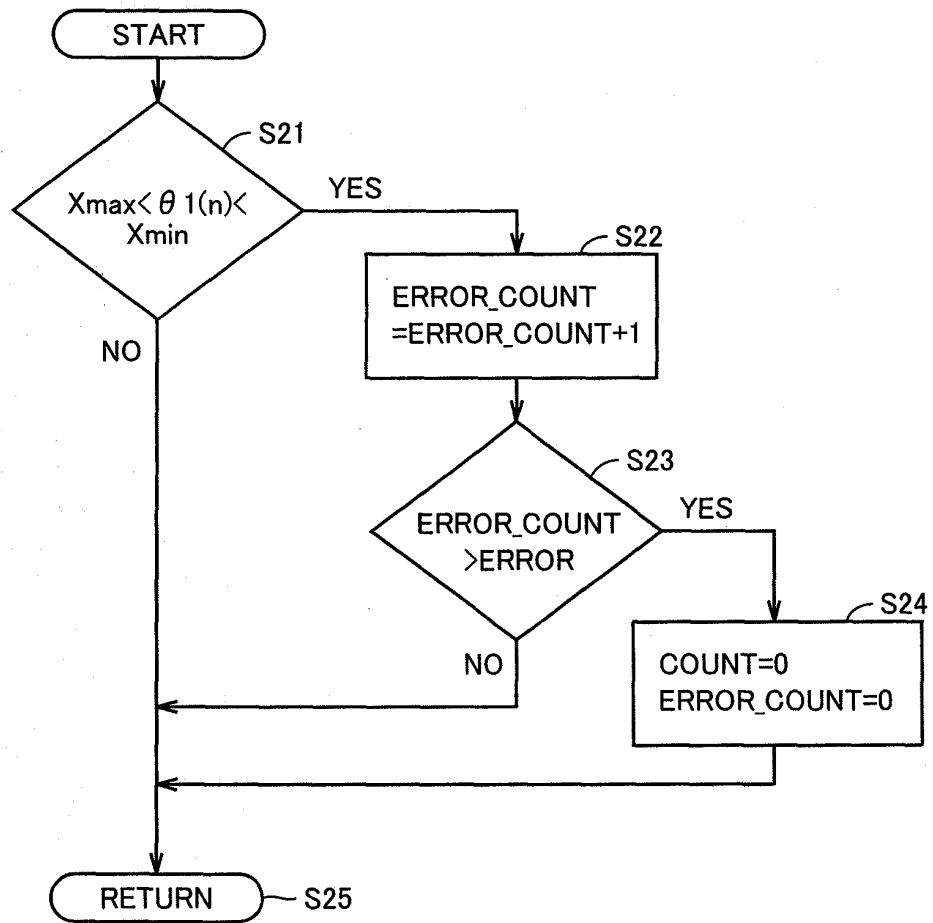 START
S21
Xmax<θ1(n)<
Xmin
YES
NO
S22
ERROR_COUNT
=ERROR_COUNT+1
S23
ERROR_COUNT
>ERROR
YES
NO
S24
COUNT=0
ERROR_COUNT=0
RETURN
S25